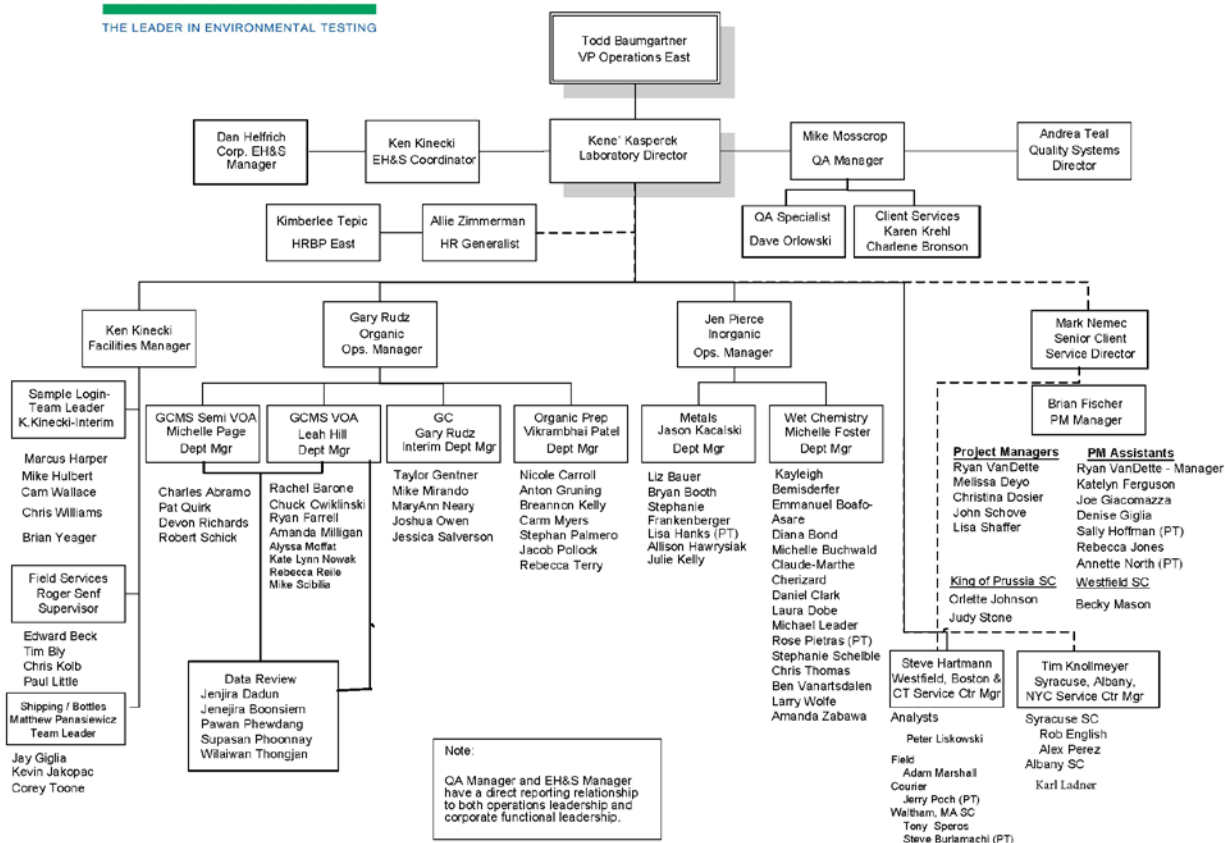 THE LEADER IN ENVIRONMENTAL TESTING
Todd Baumgartner
VP Operations East
Dan Helfrich
Corp. EH&S
Manager
Ken Kinecki
EH&S Coordinator
Kene' Kasperek
Laboratory Director
Mike Mosscrop
QA Manager
Andrea Teal
Quality Systems
Director
QA Specialist
Dave Orlowski
Client Services
Karen Krehl
Charlene Bronson
Kimberlee Tepic
HRBP East
Allie Zimmerman
HR Generalist
Ken Kinecki
Facilities Manager
Gary Rudz
Organic
Ops. Manager
Jen Pierce
Inorganic
Ops. Manager
Mark Nemec
Senior Client
Service Director
Sample Login-
Team Leader
K.Kinecki-Interim
Marcus Harper
Mike Hulbert
Cam Wallace
Chris Williams
Brian Yeager
Field Services
Roger Senf
Supervisor
Edward Beck
Tim Bly
Chris Kolb
Paul Little
Shipping / Bottles
Matthew Panasiewicz
Team Leader
Jay Giglia
Kevin Jakopac
Corey Toone
GCMS Semi VOA
Michelle Page
Dept Mgr
Charles Abramo
Pat Quirk
Devon Richards
Robert Schick
GCMS VOA
Leah Hill
Dept Mgr
Rachel Barone
Chuck Cwiklinski
Ryan Farrell
Amanda Milligan
Alyssa Moffat
Kate Lynn Nowak
Rebecca Reile
Mike Scibilia
Data Review
Jenjira Dadun
Jenejira Boonsiem
Pawan Phewdang
Supasan Phoonnay
Wilaiwan Thongjan
GC
Gary Rudz
Interim Dept Mgr
Taylor Gentner
Mike Mirando
MaryAnn Neary
Joshua Owen
Jessica Salverson
Organic Prep
Vikrambhai Patel
Dept Mgr
Nicole Carroll
Anton Gruning
Breannon Kelly
Carm Myers
Stephan Palmero
Jacob Pollock
Rebecca Terry
Metals
Jason Kacalski
Dept Mgr
Liz Bauer
Bryan Booth
Stephanie
Frankenberger
Lisa Hanks (PT)
Allison Hawrysiak
Julie Kelly
Wet Chemistry
Michelle Foster
Dept Mgr
Kayleigh
Bemisderfer
Emmanuel Boafo-
Asare
Diana Bond
Michelle Buchwald
Claude-Marthe
Cherizard
Daniel Clark
Laura Dobe
Michael Leader
Rose Pietras (PT)
Stephanie Schelble
Chris Thomas
Ben Vanartsdalen
Larry Wolfe
Amanda Zabawa
Brian Fischer
PM Manager
Project Managers
Ryan VanDette
Melissa Deyo
Christina Dosier
John Schove
Lisa Shaffer
PM Assistants
Ryan VanDette - Manager
Katelyn Ferguson
Joe Giacomazza
Denise Giglia
Sally Hoffman (PT)
Rebecca Jones
Annette North (PT)
King of Prussia SC
Orlette Johnson
Judy Stone
Westfield SC
Becky Mason
Steve Hartmann
Westfield, Boston &
CT Service Ctr Mgr
Analysts
Peter Liskowski
Field
Adam Marshall
Courier
Jerry Poch (PT)
Waltham, MA SC
Tony Speros
Steve Burlamachi (PT)
Tim Knollmeyer
Syracuse, Albany,
NYC Service Ctr Mgr
Syracuse SC
Rob English
Alex Perez
Albany SC
Karl Ladner
Note:
QA Manager and EH&S Manager
have a direct reporting relationship
to both operations leadership and
corporate functional leadership.